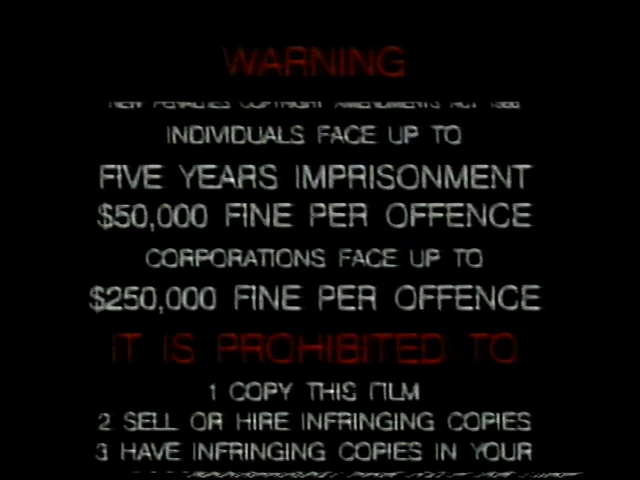 WARNING
NEW PENALTIES COPYRIGHT AMENDMENTS ACT
INDIVIDUALS FACE UP TO
FIVE YEARS IMPRISONMENT
$50,000 FINE PER OFFENCE
CORPORATIONS FACE UP TO
$250,000 FINE PER OFFENCE
IT IS PROHIBITED TO
1 COPY THIS FILM
2 SELL OR HIRE INFRINGING COPIES
3 HAVE INFRINGING COPIES IN YOUR